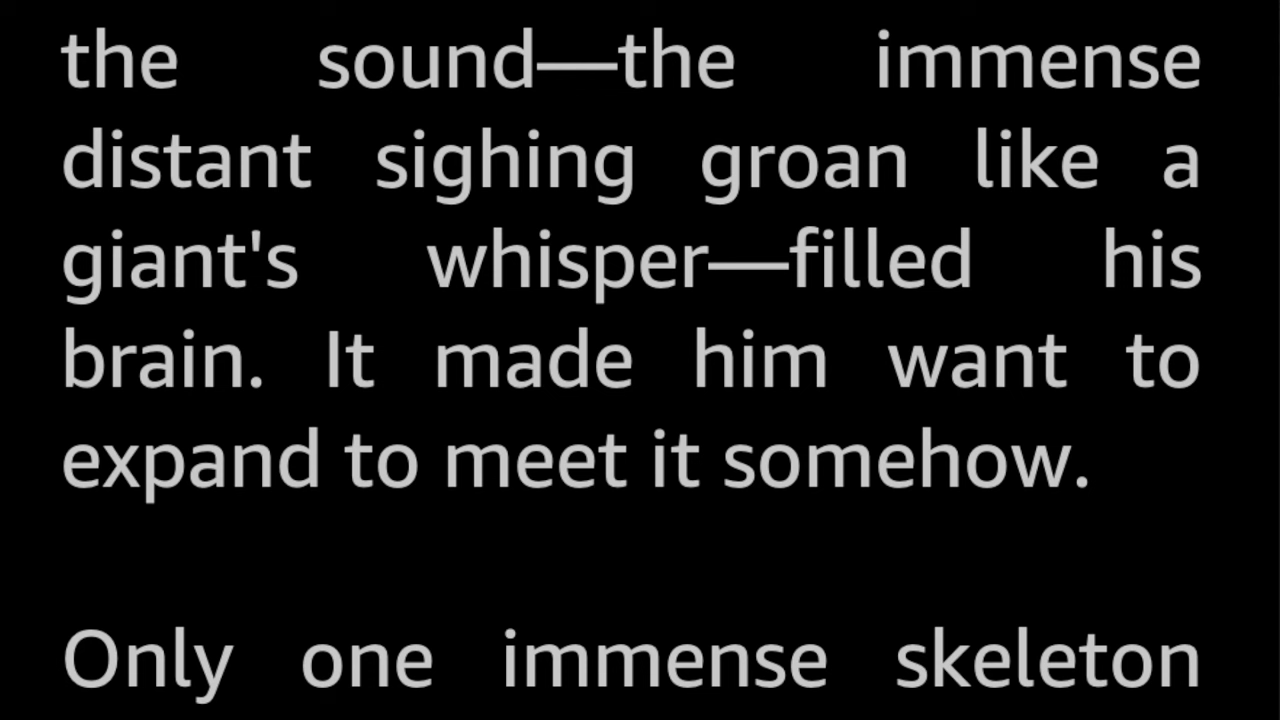 the sound—the immense
distant sighing groan like a
giant's whisper—filled his
brain. It made him want to
expand to meet it somehow.
Only one immense skeleton